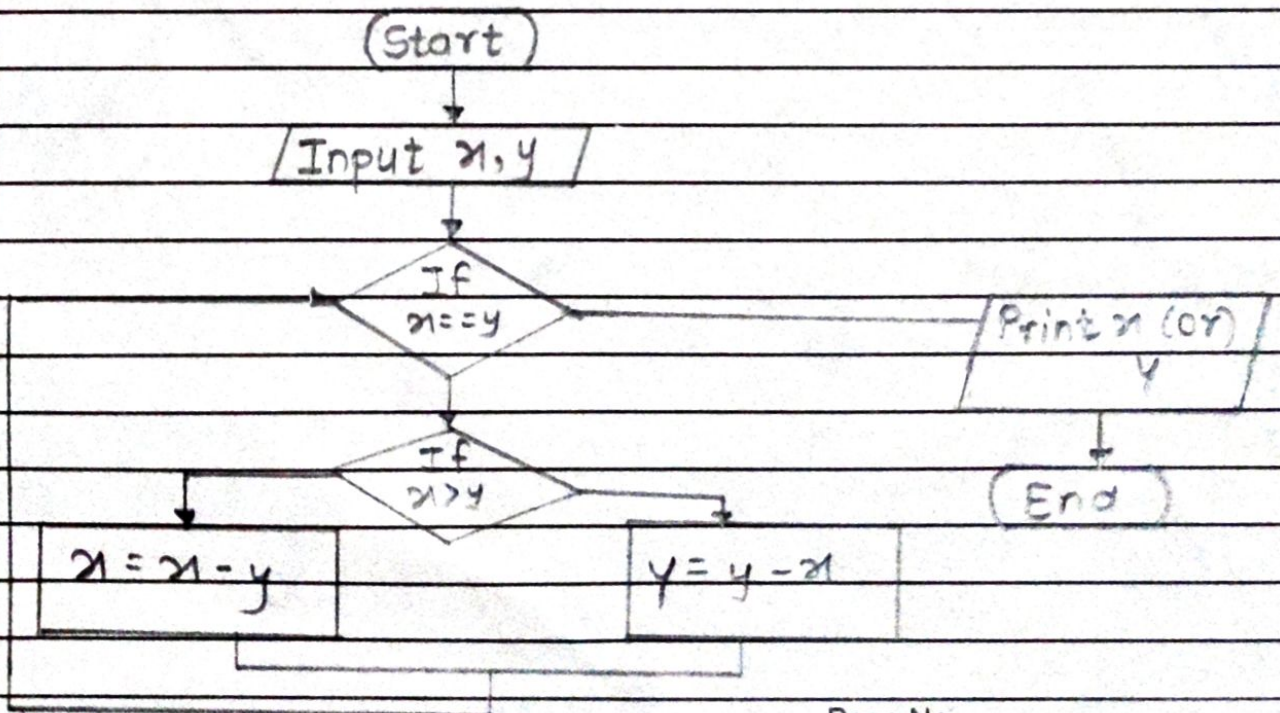 Start
Input x, y
If
x==y
Print x (or)
y
If
x>y
End
x = x - y
y = y - x